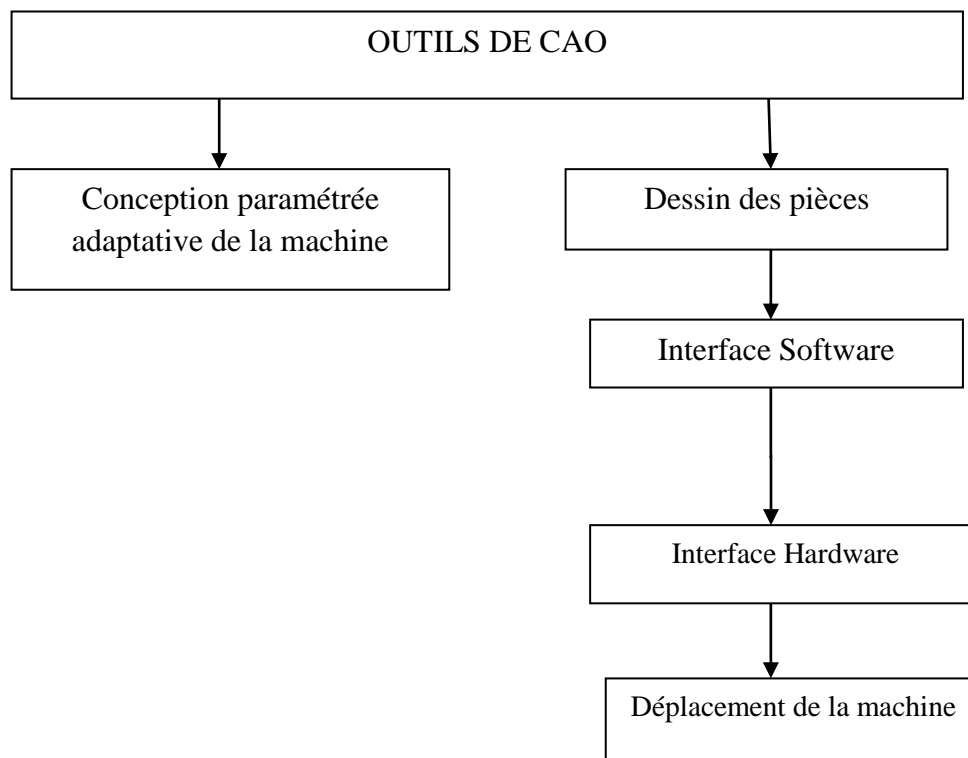 OUTILS DE CAO
Conception paramétrée
adaptative de la machine
Dessin des pièces
Interface Software
Interface Hardware
Déplacement de la machine